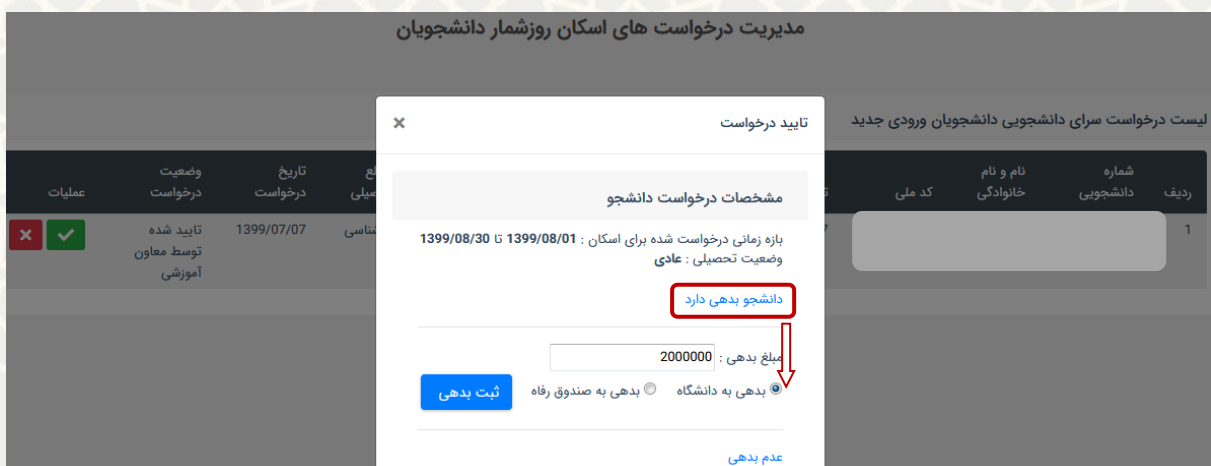 مدیریت درخواست های اسکان روزشمار دانشجویان
لیست درخواست سرای دانشجویی دانشجویان ورودی جدید
ردیف
شماره
دانشجویی
نام و نام
خانوادگی
کد ملی
تاریخ
درخواست
وضعیت
درخواست
عملیات
1
1399/07/07
تایید شده
توسط معاون
آموزشی
تایید درخواست
×
مشخصات درخواست دانشجو
بازه زمانی درخواست شده برای اسکان : 1399/08/01 تا 1399/08/30
وضعیت تحصیلی : عادی
دانشجو بدهی دارد
مبلغ بدهی : 2000000
بدهی به دانشگاه بدهی به صندوق رفاه ثبت بدهی
عدم بدهی